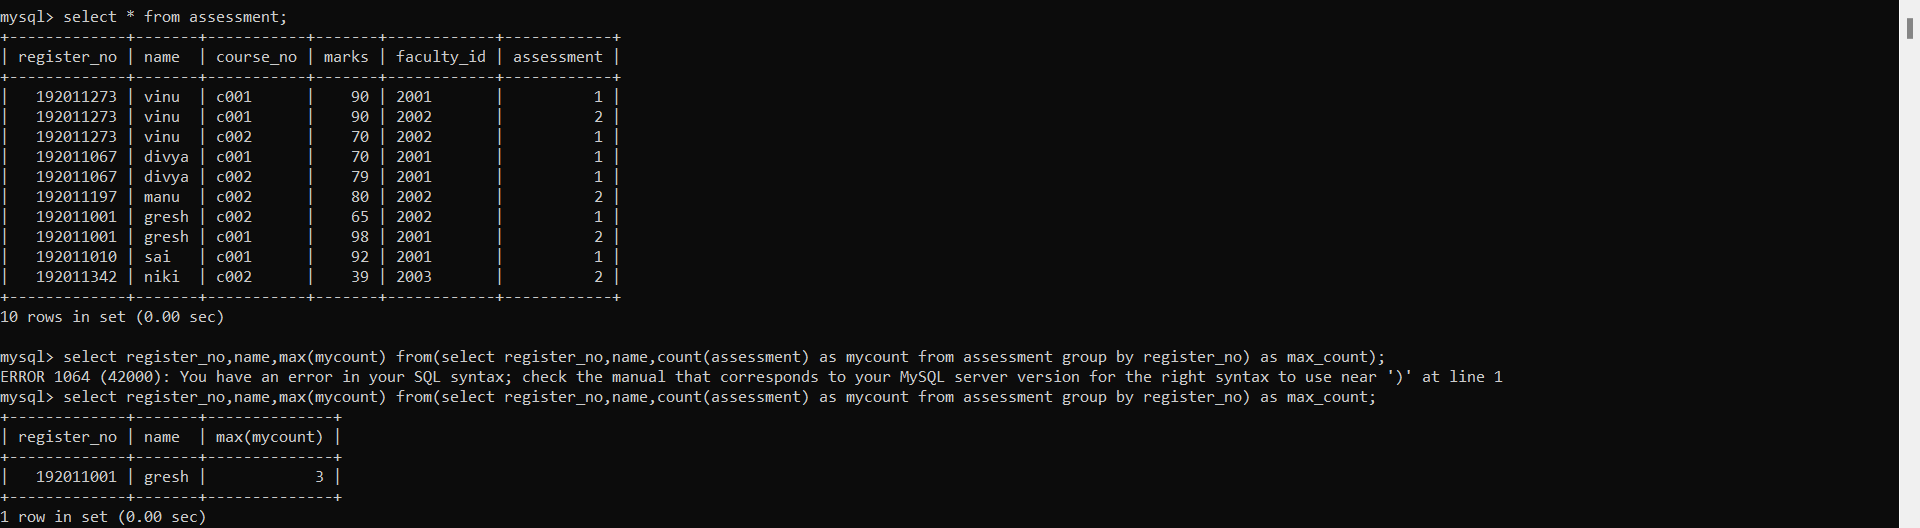 mysql> select * from assessment;
+-------------+-------+-----------+-------+------------+------------+
| register_no | name  | course_no | marks | faculty_id | assessment |
+-------------+-------+-----------+-------+------------+------------+
|   192011273 | vinu  | c001      |    90 | 2001       |          1 |
|   192011273 | vinu  | c001      |    90 | 2002       |          2 |
|   192011273 | vinu  | c002      |    70 | 2002       |          1 |
|   192011067 | divya | c001      |    70 | 2001       |          1 |
|   192011067 | divya | c002      |    79 | 2001       |          1 |
|   192011197 | manu  | c002      |    80 | 2002       |          2 |
|   192011001 | gresh | c002      |    65 | 2002       |          1 |
|   192011001 | gresh | c001      |    98 | 2001       |          2 |
|   192011010 | sai   | c001      |    92 | 2001       |          1 |
|   192011342 | niki  | c002      |    39 | 2003       |          2 |
+-------------+-------+-----------+-------+------------+------------+
10 rows in set (0.00 sec)

mysql> select register_no,name,max(mycount) from(select register_no,name,count(assessment) as mycount from assessment group by register_no) as max_count);
ERROR 1064 (42000): You have an error in your SQL syntax; check the manual that corresponds to your MySQL server version for the right syntax to use near ')' at line 1
mysql> select register_no,name,max(mycount) from(select register_no,name,count(assessment) as mycount from assessment group by register_no) as max_count;
+-------------+-------+--------------+
| register_no | name  | max(mycount) |
+-------------+-------+--------------+
|   192011001 | gresh |            3 |
+-------------+-------+--------------+
1 row in set (0.00 sec)